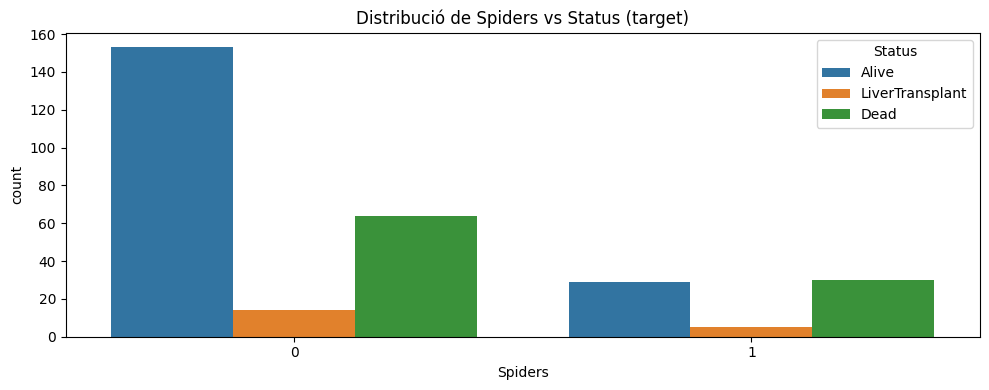 Distribució de Spiders vs Status (target)
Status
Alive
LiverTransplant
Dead
count
160
140
120
100
80
60
40
20
0
0 1
Spiders